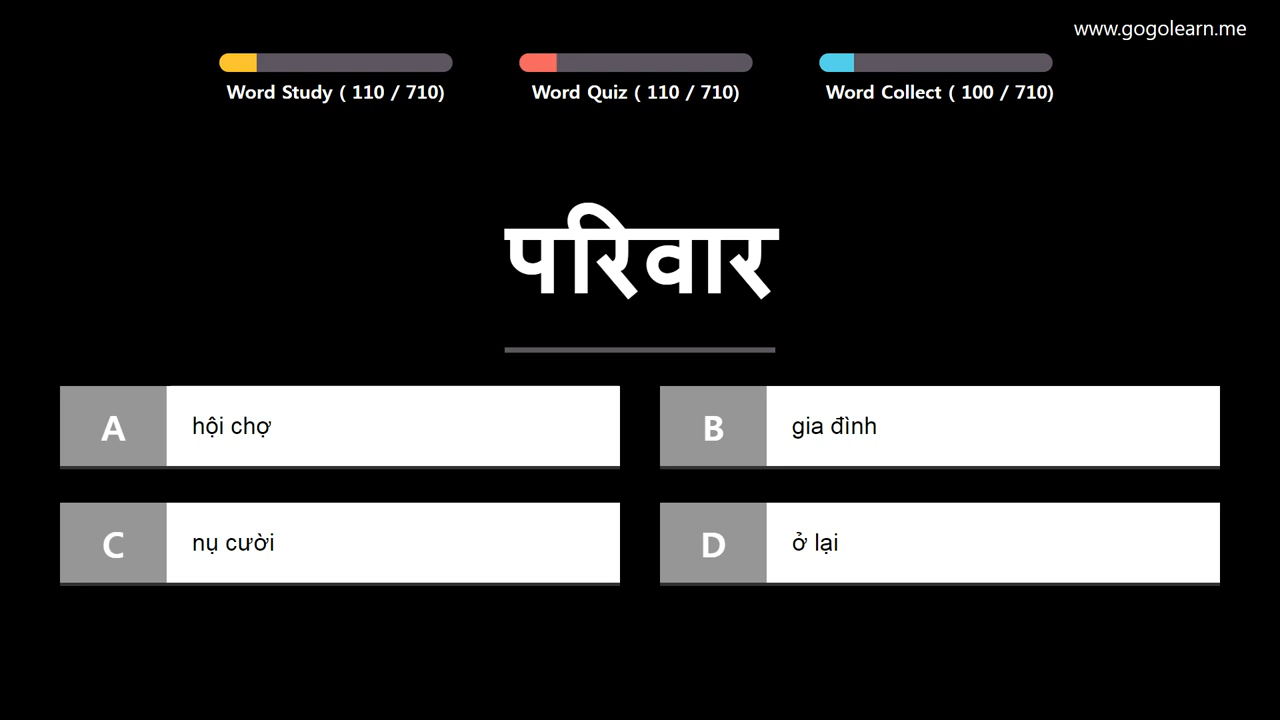 www.gogolearn.me
Word Study ( 110 / 710)
Word Quiz ( 110 / 710)
Word Collect ( 100 / 710)
परिवार
A hội chợ
B gia đình
C nụ cười
D ở lại